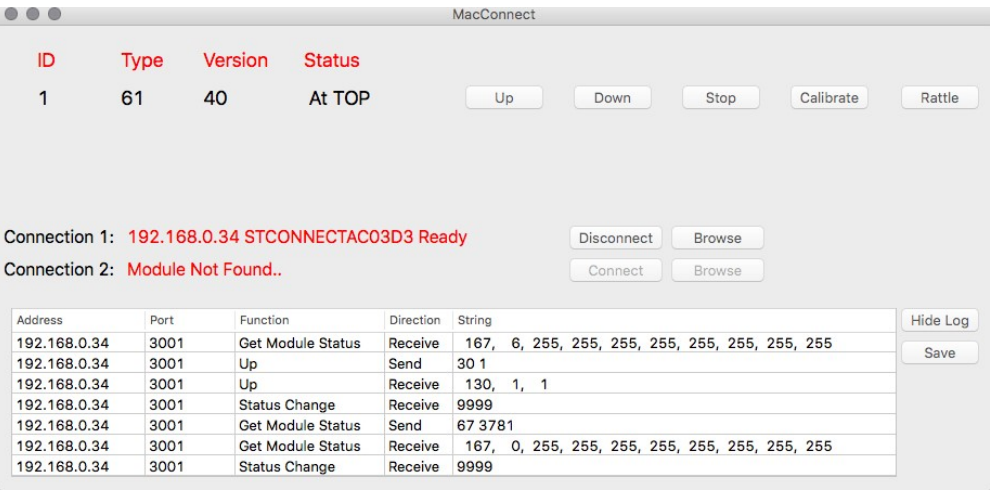 MacConnect
ID Type Version Status
1 61 40 At TOP Up Down Stop Calibrate Rattle
Connection 1: 192.168.0.34 STCONNECTAC03D3 Ready Disconnect Browse
Connection 2: Module Not Found.. Connect Browse
Address Port Function Direction String Hide Log
192.168.0.34 3001 Get Module Status Receive 167, 6, 255, 255, 255, 255, 255, 255, 255, 255
Save
192.168.0.34 3001 Up Send 30 1
192.168.0.34 3001 Up Receive 130, 1, 1
192.168.0.34 3001 Status Change Receive 9999
192.168.0.34 3001 Get Module Status Send 67 3781
192.168.0.34 3001 Get Module Status Receive 167, 0, 255, 255, 255, 255, 255, 255, 255, 255
192.168.0.34 3001 Status Change Receive 9999